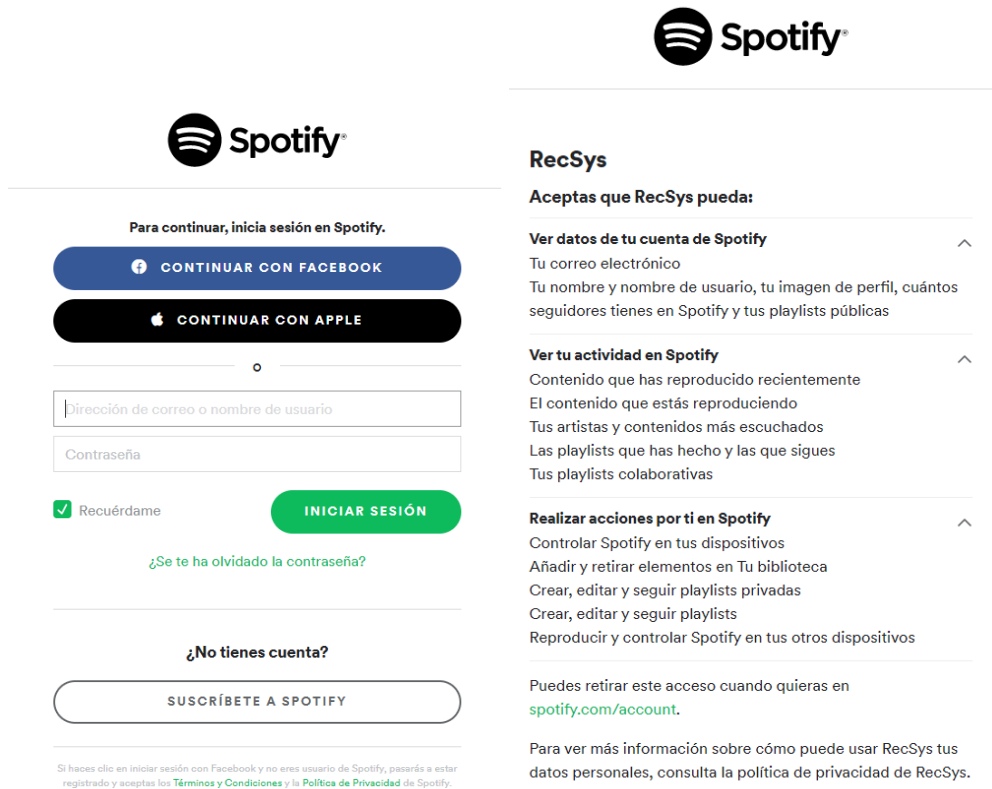 Spotify®
Para continuar, inicia sesión en Spotify.
CONTINUAR CON FACEBOOK
CONTINUAR CON APPLE
o
Dirección de correo o nombre de usuario
Contraseña
Recuérdame
INICIAR SESIÓN
¿Se te ha olvidado la contraseña?
¿No tienes cuenta?
SUSCRÍBETE A SPOTIFY
Si haces clic en iniciar sesión con Facebook y no eres usuario de Spotify, pasarás a estar
registrado y aceptas los Términos y Condiciones y la Política de Privacidad de Spotify.
Spotify®
RecSys
Aceptas que RecSys pueda:
Ver datos de tu cuenta de Spotify
Tu correo electrónico
Tu nombre y nombre de usuario, tu imagen de perfil, cuántos
seguidores tienes en Spotify y tus playlists públicas
Ver tu actividad en Spotify
Contenido que has reproducido recientemente
El contenido que estás reproduciendo
Tus artistas y contenidos más escuchados
Las playlists que has hecho y las que sigues
Tus playlists colaborativas
Realizar acciones por ti en Spotify
Controlar Spotify en tus dispositivos
Añadir y retirar elementos en Tu biblioteca
Crear, editar y seguir playlists privadas
Crear, editar y seguir playlists
Reproducir y controlar Spotify en tus otros dispositivos
Puedes retirar este acceso cuando quieras en
spotify.com/account.
Para ver más información sobre cómo puede usar RecSys tus
datos personales, consulta la política de privacidad de RecSys.